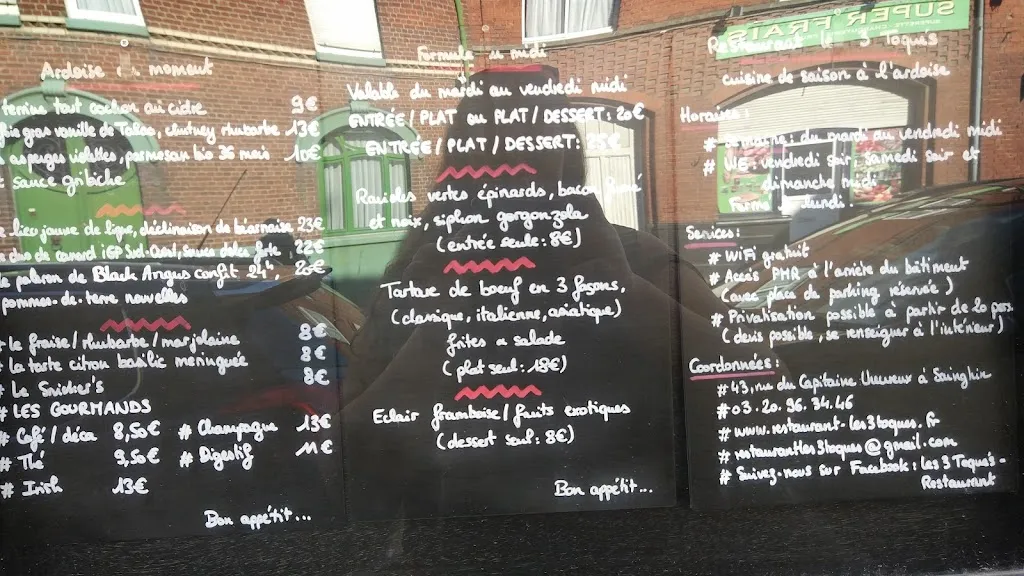 Ardoise du moment
terrine tout cochon au cidre 9€
gras vanille de Tahaa, chutney rhubarbe 13€
asperges violettes, parmesan bio 36 mois 10€
sauce gribiche
lieu jaune de ligne, déclinaison de béarnaise 23€
de canard IGP Sud Ouest, 22€
paleron de Black Angus confit 24h,
pommes de terre nouvelles
la fraise / rhubarbe / marjolaine 8€
la tarte citron basilic meringuée 8€
Le Snicker's 8€
# LES GOURMANDS
# Café / déca 8,50€ # Champagne 13€
# Thé 9,50€ # Digestif 11€
# Irish 13€
Bon appétit...
Formule du midi
Valable du mardi au vendredi midi
ENTRÉE / PLAT ou PLAT / DESSERT: 20€
ENTRÉE / PLAT / DESSERT: 25€
Ravioles vertes épinards, bacon fumé
et noix, siphon gorgonzola
(entrée seule: 8€)
Tartare de boeuf en 3 façons,
(classique, italienne, asiatique)
frites & salade
(plat seul: 18€)
Eclair framboise / fruits exotiques
(dessert seul: 8€)
Bon appétit...
SUPER'FRAIS
Restaurant les 3 Toqués
cuisine de saison à l'ardoise
Horaires:
# Semaine: du mardi au vendredi midi
# WE: vendredi soir, samedi soir et
dimanche midi
Fermé lundi.
Services:
# WiFi gratuit
# Accès PMR à l'arrière du bâtiment
(avec place de parking réservée)
# Privatisation possible à partir de 20 pers
(devis possible, se renseigner à l'intérieur)
Coordonnées:
# 43, rue du Capitaine Lheureux à Sainghin
# 03.20.96.34.46
# www.restaurant-les3toques.fr
# restaurantles3toques@gmail.com
# Suivez-nous sur Facebook: Les 3 Toqués -
Restaurant